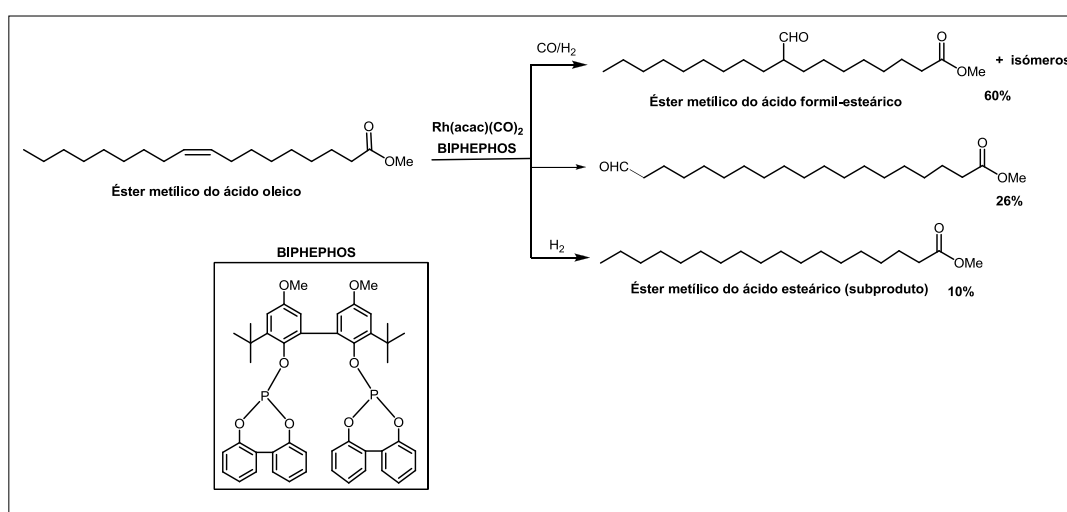 CHO
CO/H2
O
OMe
+ isómeros
Éster metílico do ácido formil-esteárico
60%
Rh(acac)(CO)2
BIPHEPHOS
O
OMe
Éster metílico do ácido oleico
OHC
O
OMe
26%
H2
O
OMe
Éster metílico do ácido esteárico (subproduto)
10%
BIPHEPHOS
OMe OMe
O O
P P
O O O O